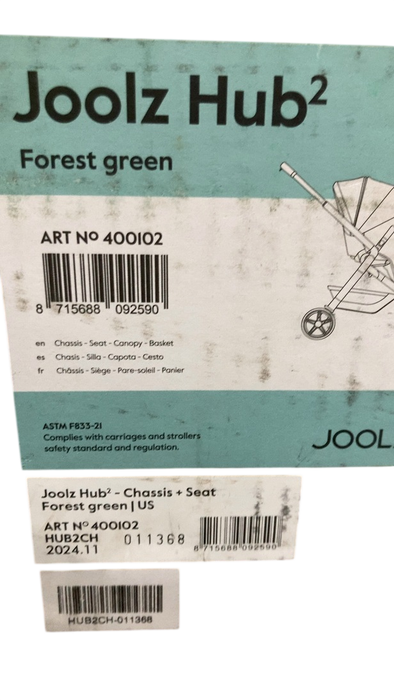 Joolz Hub²
Forest green
ART Nº 400102
8 715688 092590
en Chassis - Seat - Canopy - Basket
es Chasis - Silla - Capota - Cesto
fr Châssis - Siège - Pare-soleil - Panier
ASTM F833-21
Complies with carriages and strollers
safety standard and regulation.
JOOL
Joolz Hub² - Chassis + Seat
Forest green | US
ART Nº 400102
HUB2CH 011368
2024.11
8 715688 092590
HUB2CH-011368